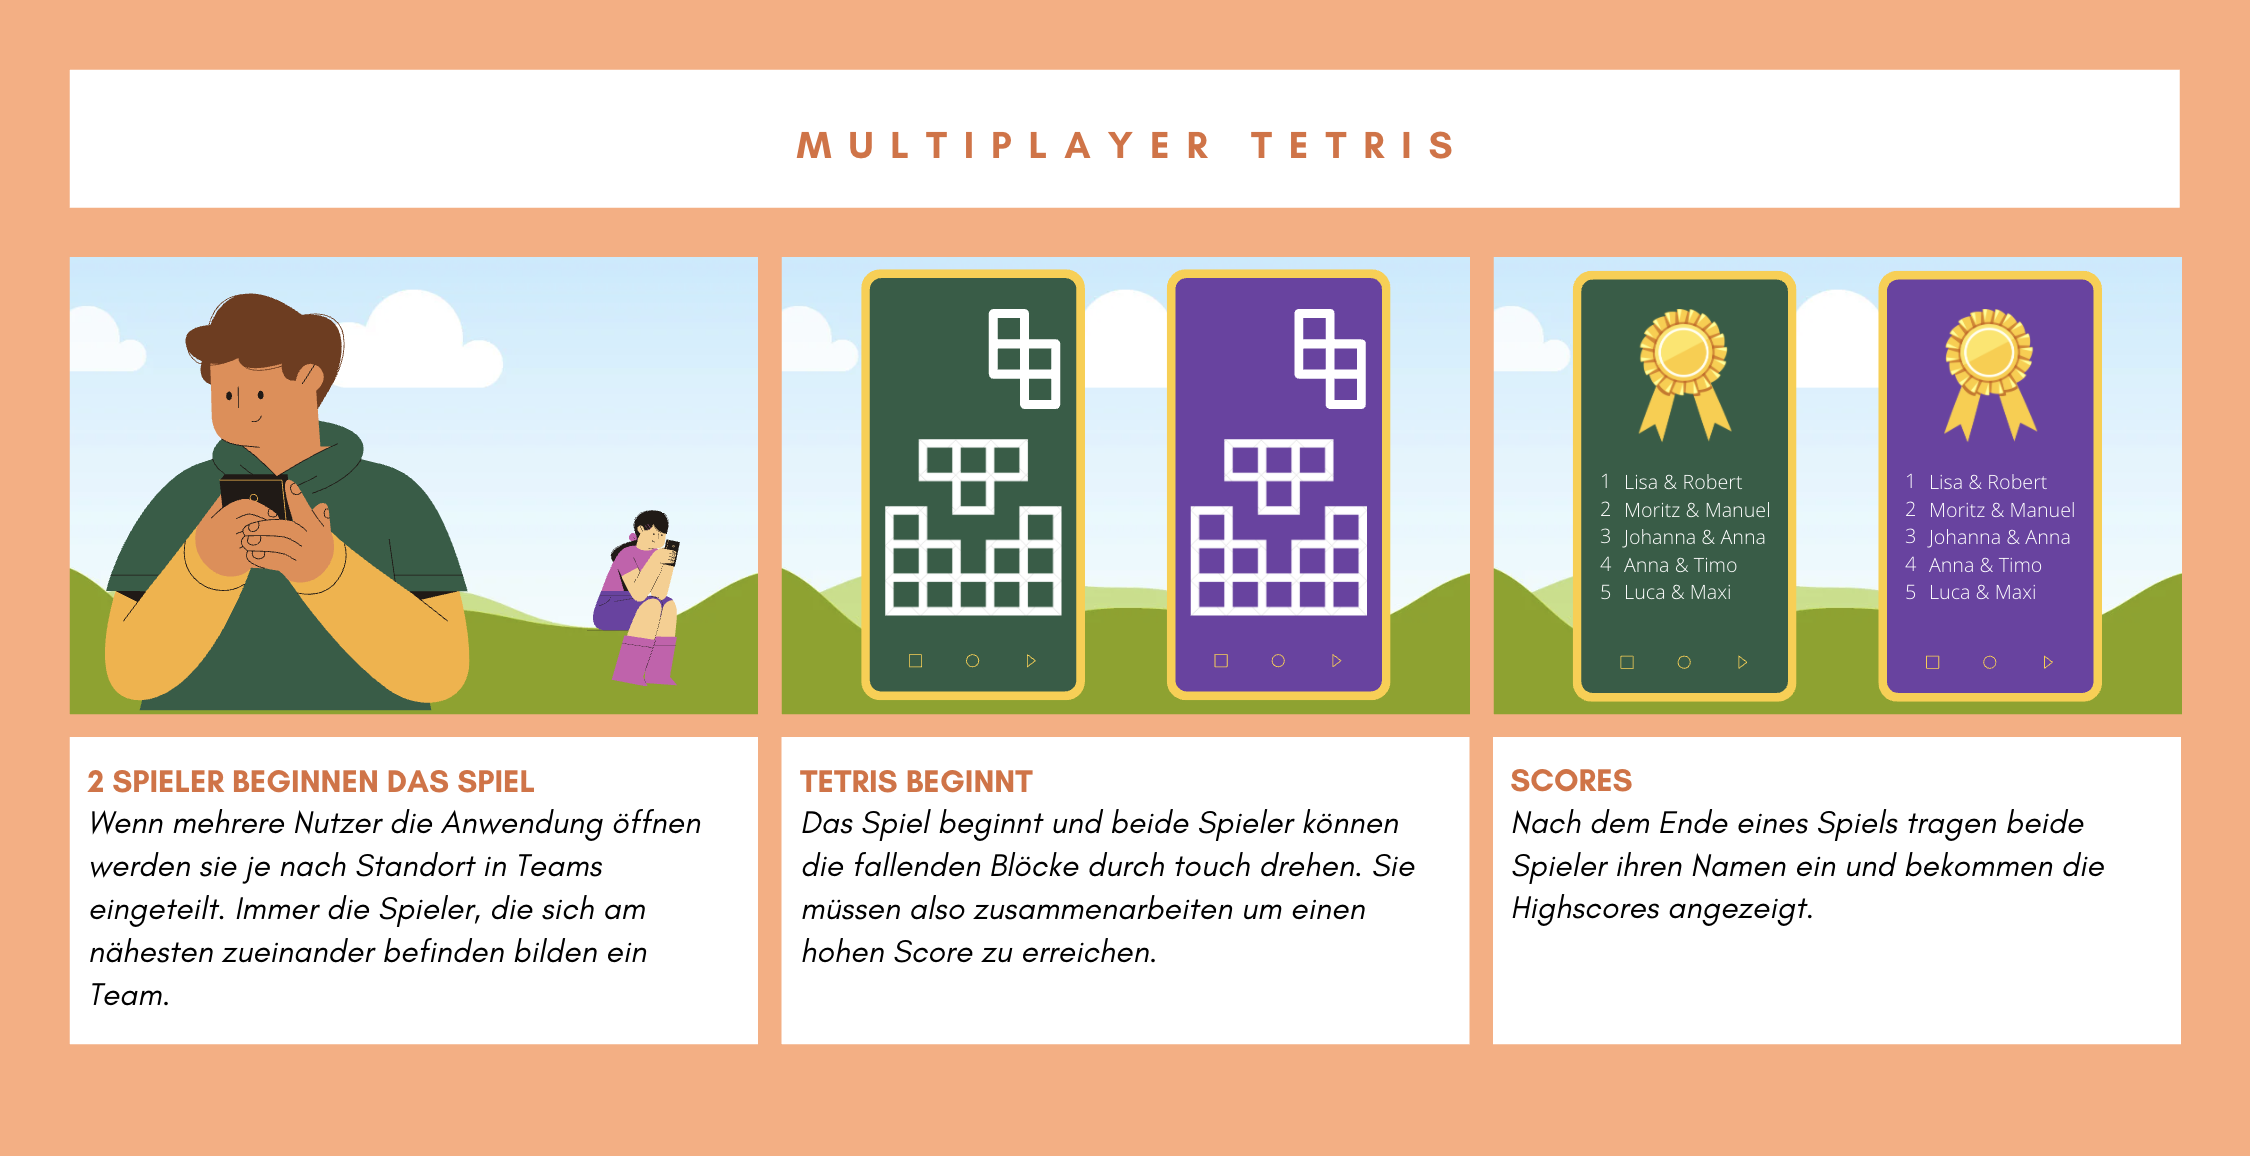 MULTIPLAYER TETRIS
1 Lisa & Robert
2 Moritz & Manuel
3 Johanna & Anna
4 Anna & Timo
5 Luca & Maxi
1 Lisa & Robert
2 Moritz & Manuel
3 Johanna & Anna
4 Anna & Timo
5 Luca & Maxi
2 SPIELER BEGINNEN DAS SPIEL
Wenn mehrere Nutzer die Anwendung öffnen
werden sie je nach Standort in Teams
eingeteilt. Immer die Spieler, die sich am
nähesten zueinander befinden bilden ein
Team.
TETRIS BEGINNT
Das Spiel beginnt und beide Spieler können
die fallenden Blöcke durch touch drehen. Sie
müssen also zusammenarbeiten um einen
hohen Score zu erreichen.
SCORES
Nach dem Ende eines Spiels tragen beide
Spieler ihren Namen ein und bekommen die
Highscores angezeigt.